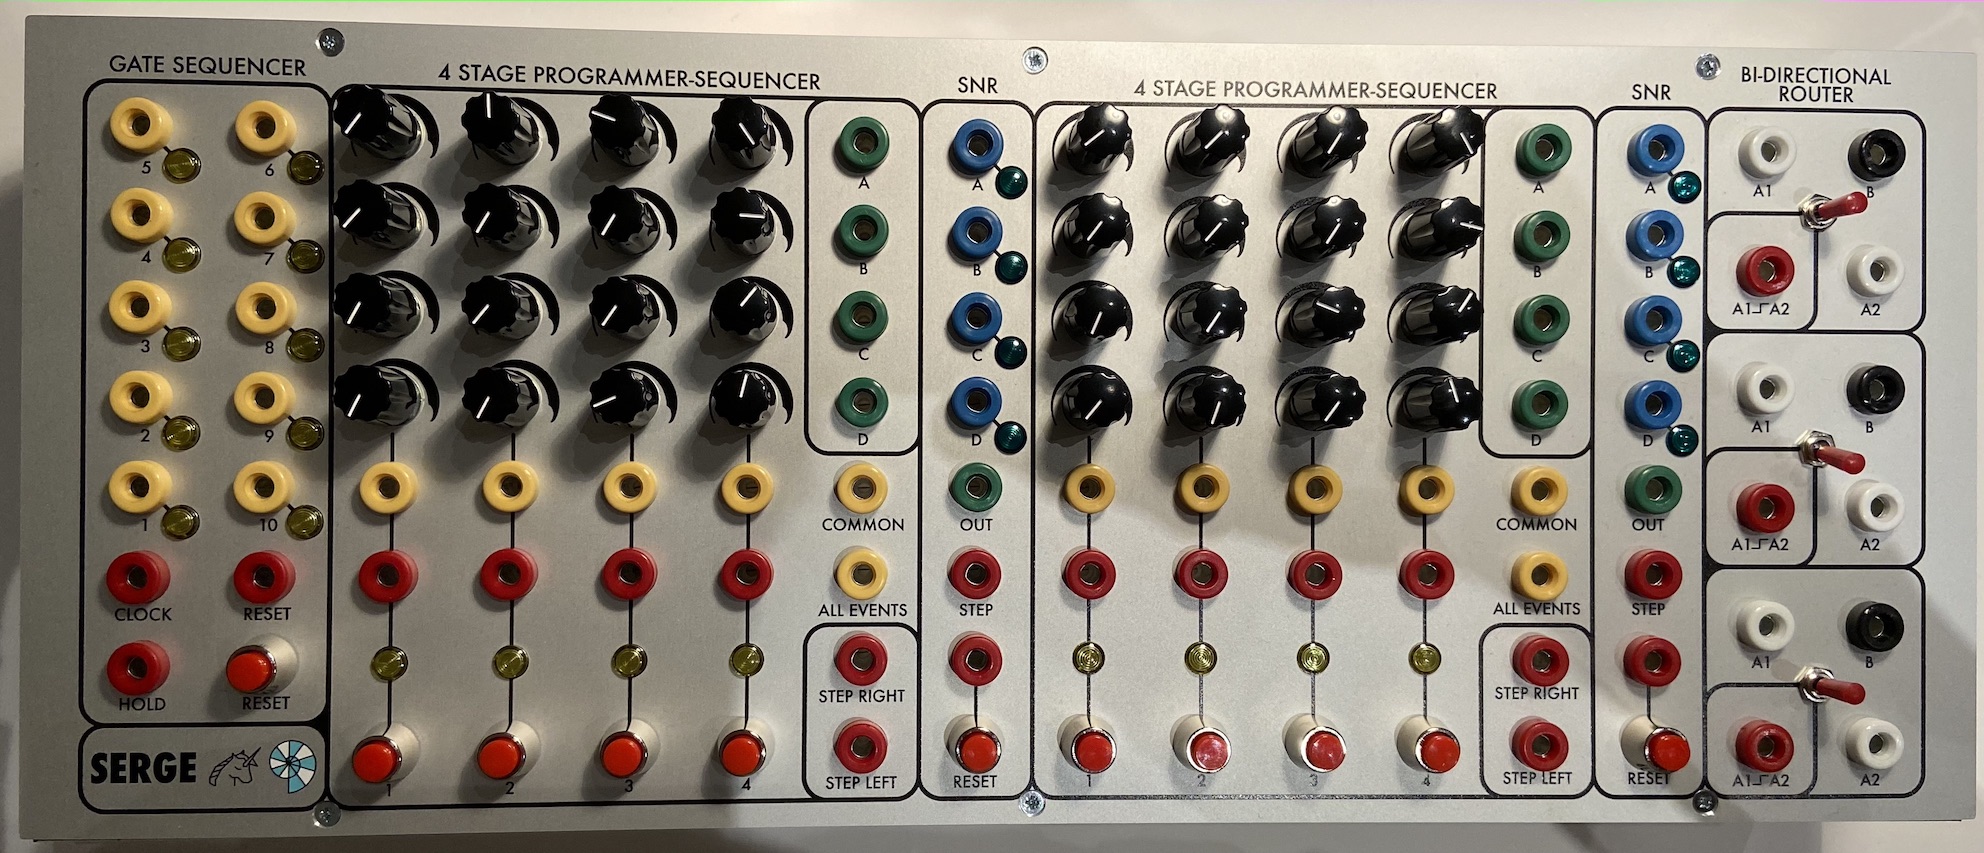 GATE SEQUENCER
5
6
4
7
3
8
2
9
1
10
CLOCK
RESET
HOLD
RESET
SERGE
4 STAGE PROGRAMMER-SEQUENCER
A
B
C
D
COMMON
ALL EVENTS
STEP RIGHT
STEP LEFT
1
2
3
4
SNR
A
B
C
D
OUT
STEP
RESET
4 STAGE PROGRAMMER-SEQUENCER
A
B
C
D
COMMON
ALL EVENTS
STEP RIGHT
STEP LEFT
1
2
3
4
SNR
A
B
C
D
OUT
STEP
RESET
BI-DIRECTIONAL
ROUTER
A1
B
A1 A2
A2
A1
B
A1 A2
A2
A1
B
A1 A2
A2